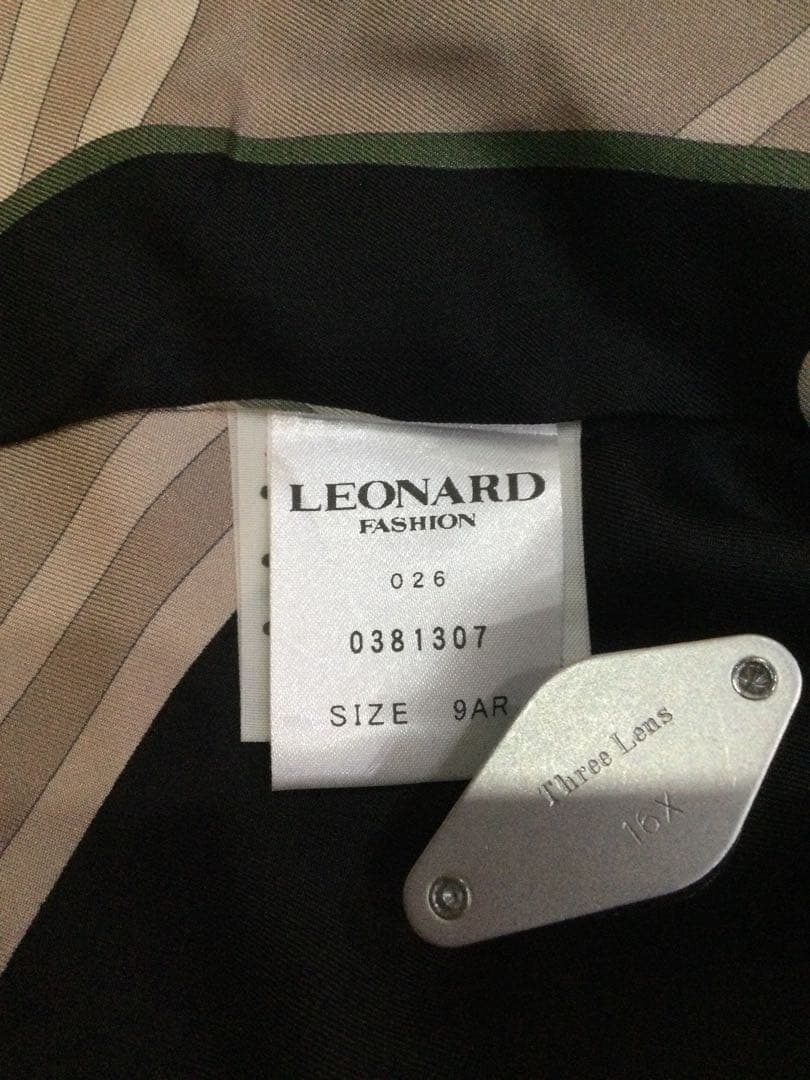 LEONARD
FASHION
026
0381307
SIZE 9AR
Three Lens
16X